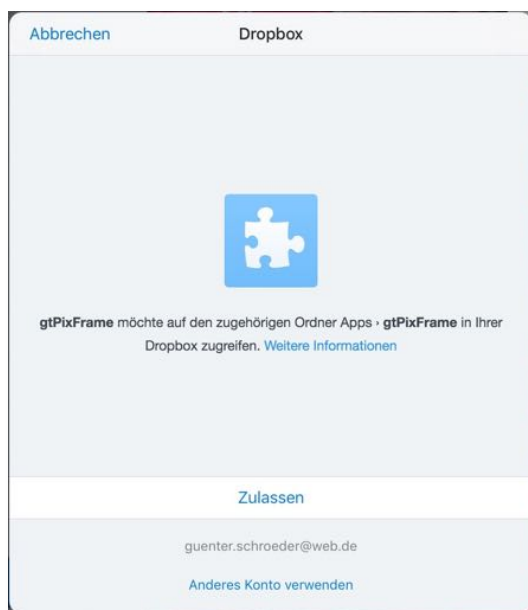 Abbrechen Dropbox
gtPixFrame möchte auf den zugehörigen Ordner Apps › gtPixFrame in Ihrer
Dropbox zugreifen. Weitere Informationen
Zulassen
guenter.schroeder@web.de
Anderes Konto verwenden